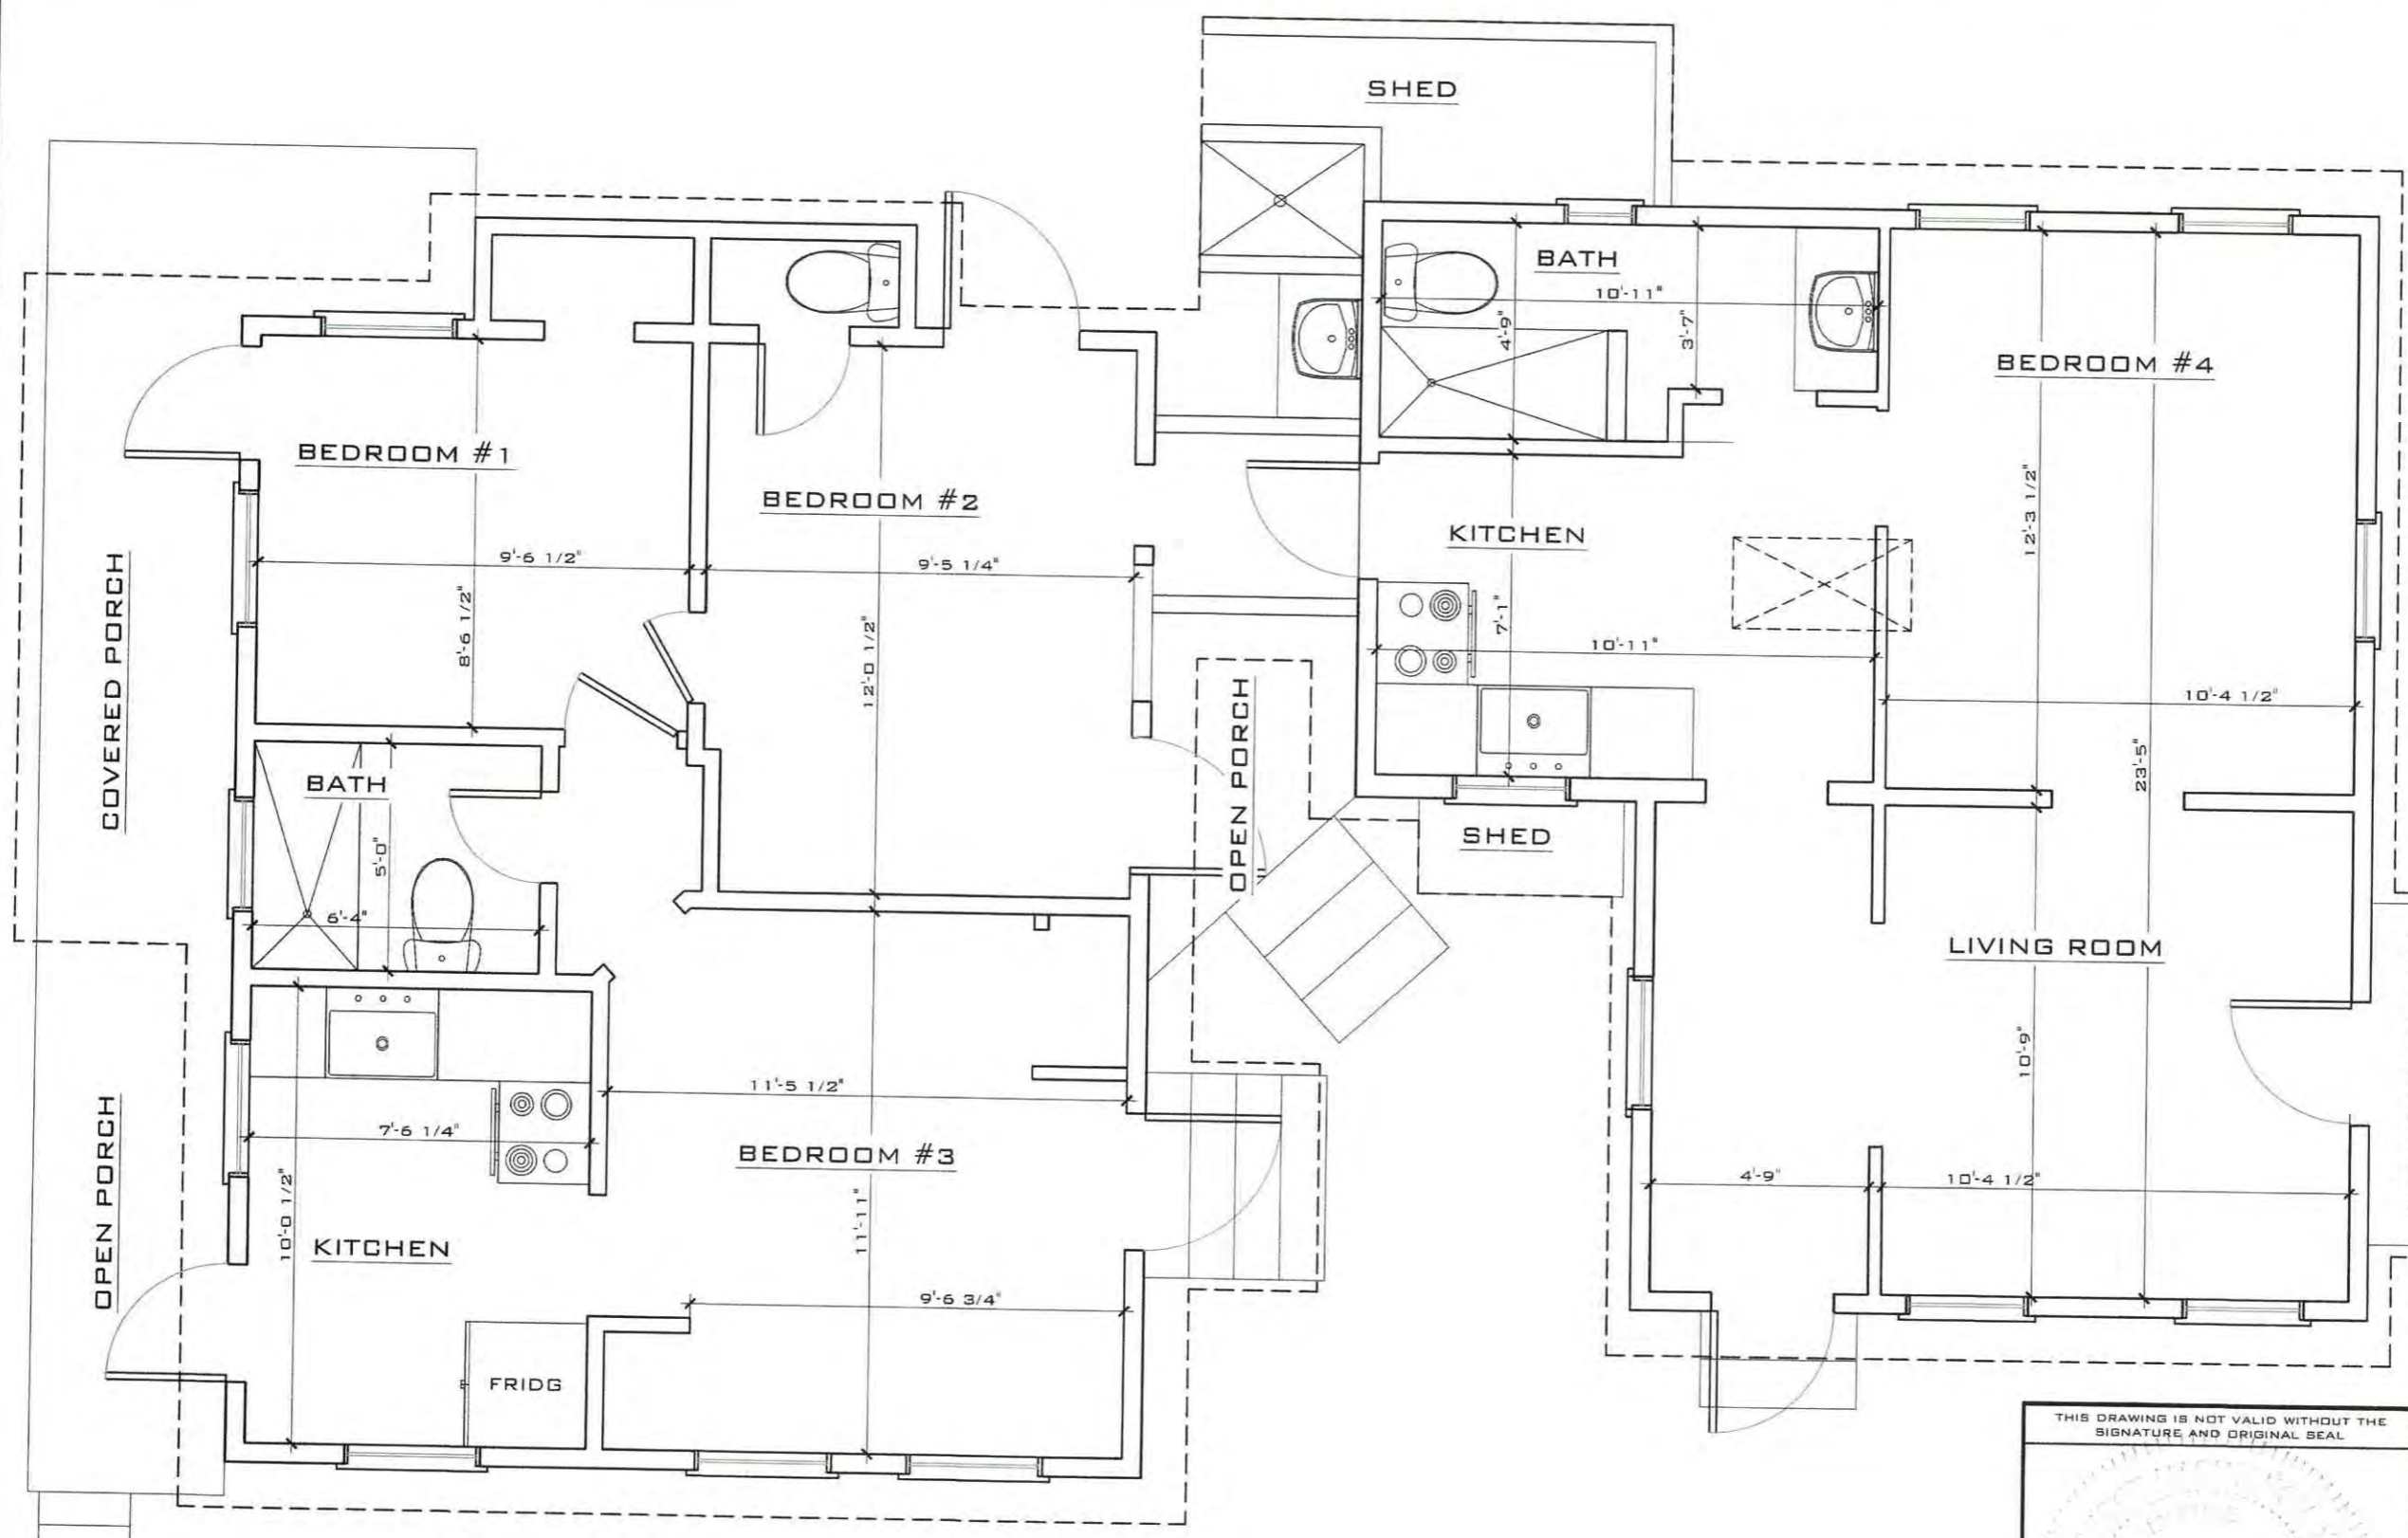 SHED
BATH
10'-11"
4'-9"
3'-7"
BEDROOM #4
BEDROOM #1
BEDROOM #2
12'-3 1/2"
KITCHEN
9'-6 1/2"
9'-5 1/4"
COVERED PORCH
8'-6 1/2"
12'-0 1/2"
7'-1"
10'-11"
10'-4 1/2"
OPEN PORCH
23'-5"
BATH
5'-0"
SHED
6'-4"
LIVING ROOM
10'-9"
11'-5 1/2"
7'-6 1/4"
BEDROOM #3
OPEN PORCH
4'-9"
10'-4 1/2"
10'-0 1/2"
11'-11"
KITCHEN
9'-6 3/4"
FRIDG
THIS DRAWING IS NOT VALID WITHOUT THE
SIGNATURE AND ORIGINAL SEAL